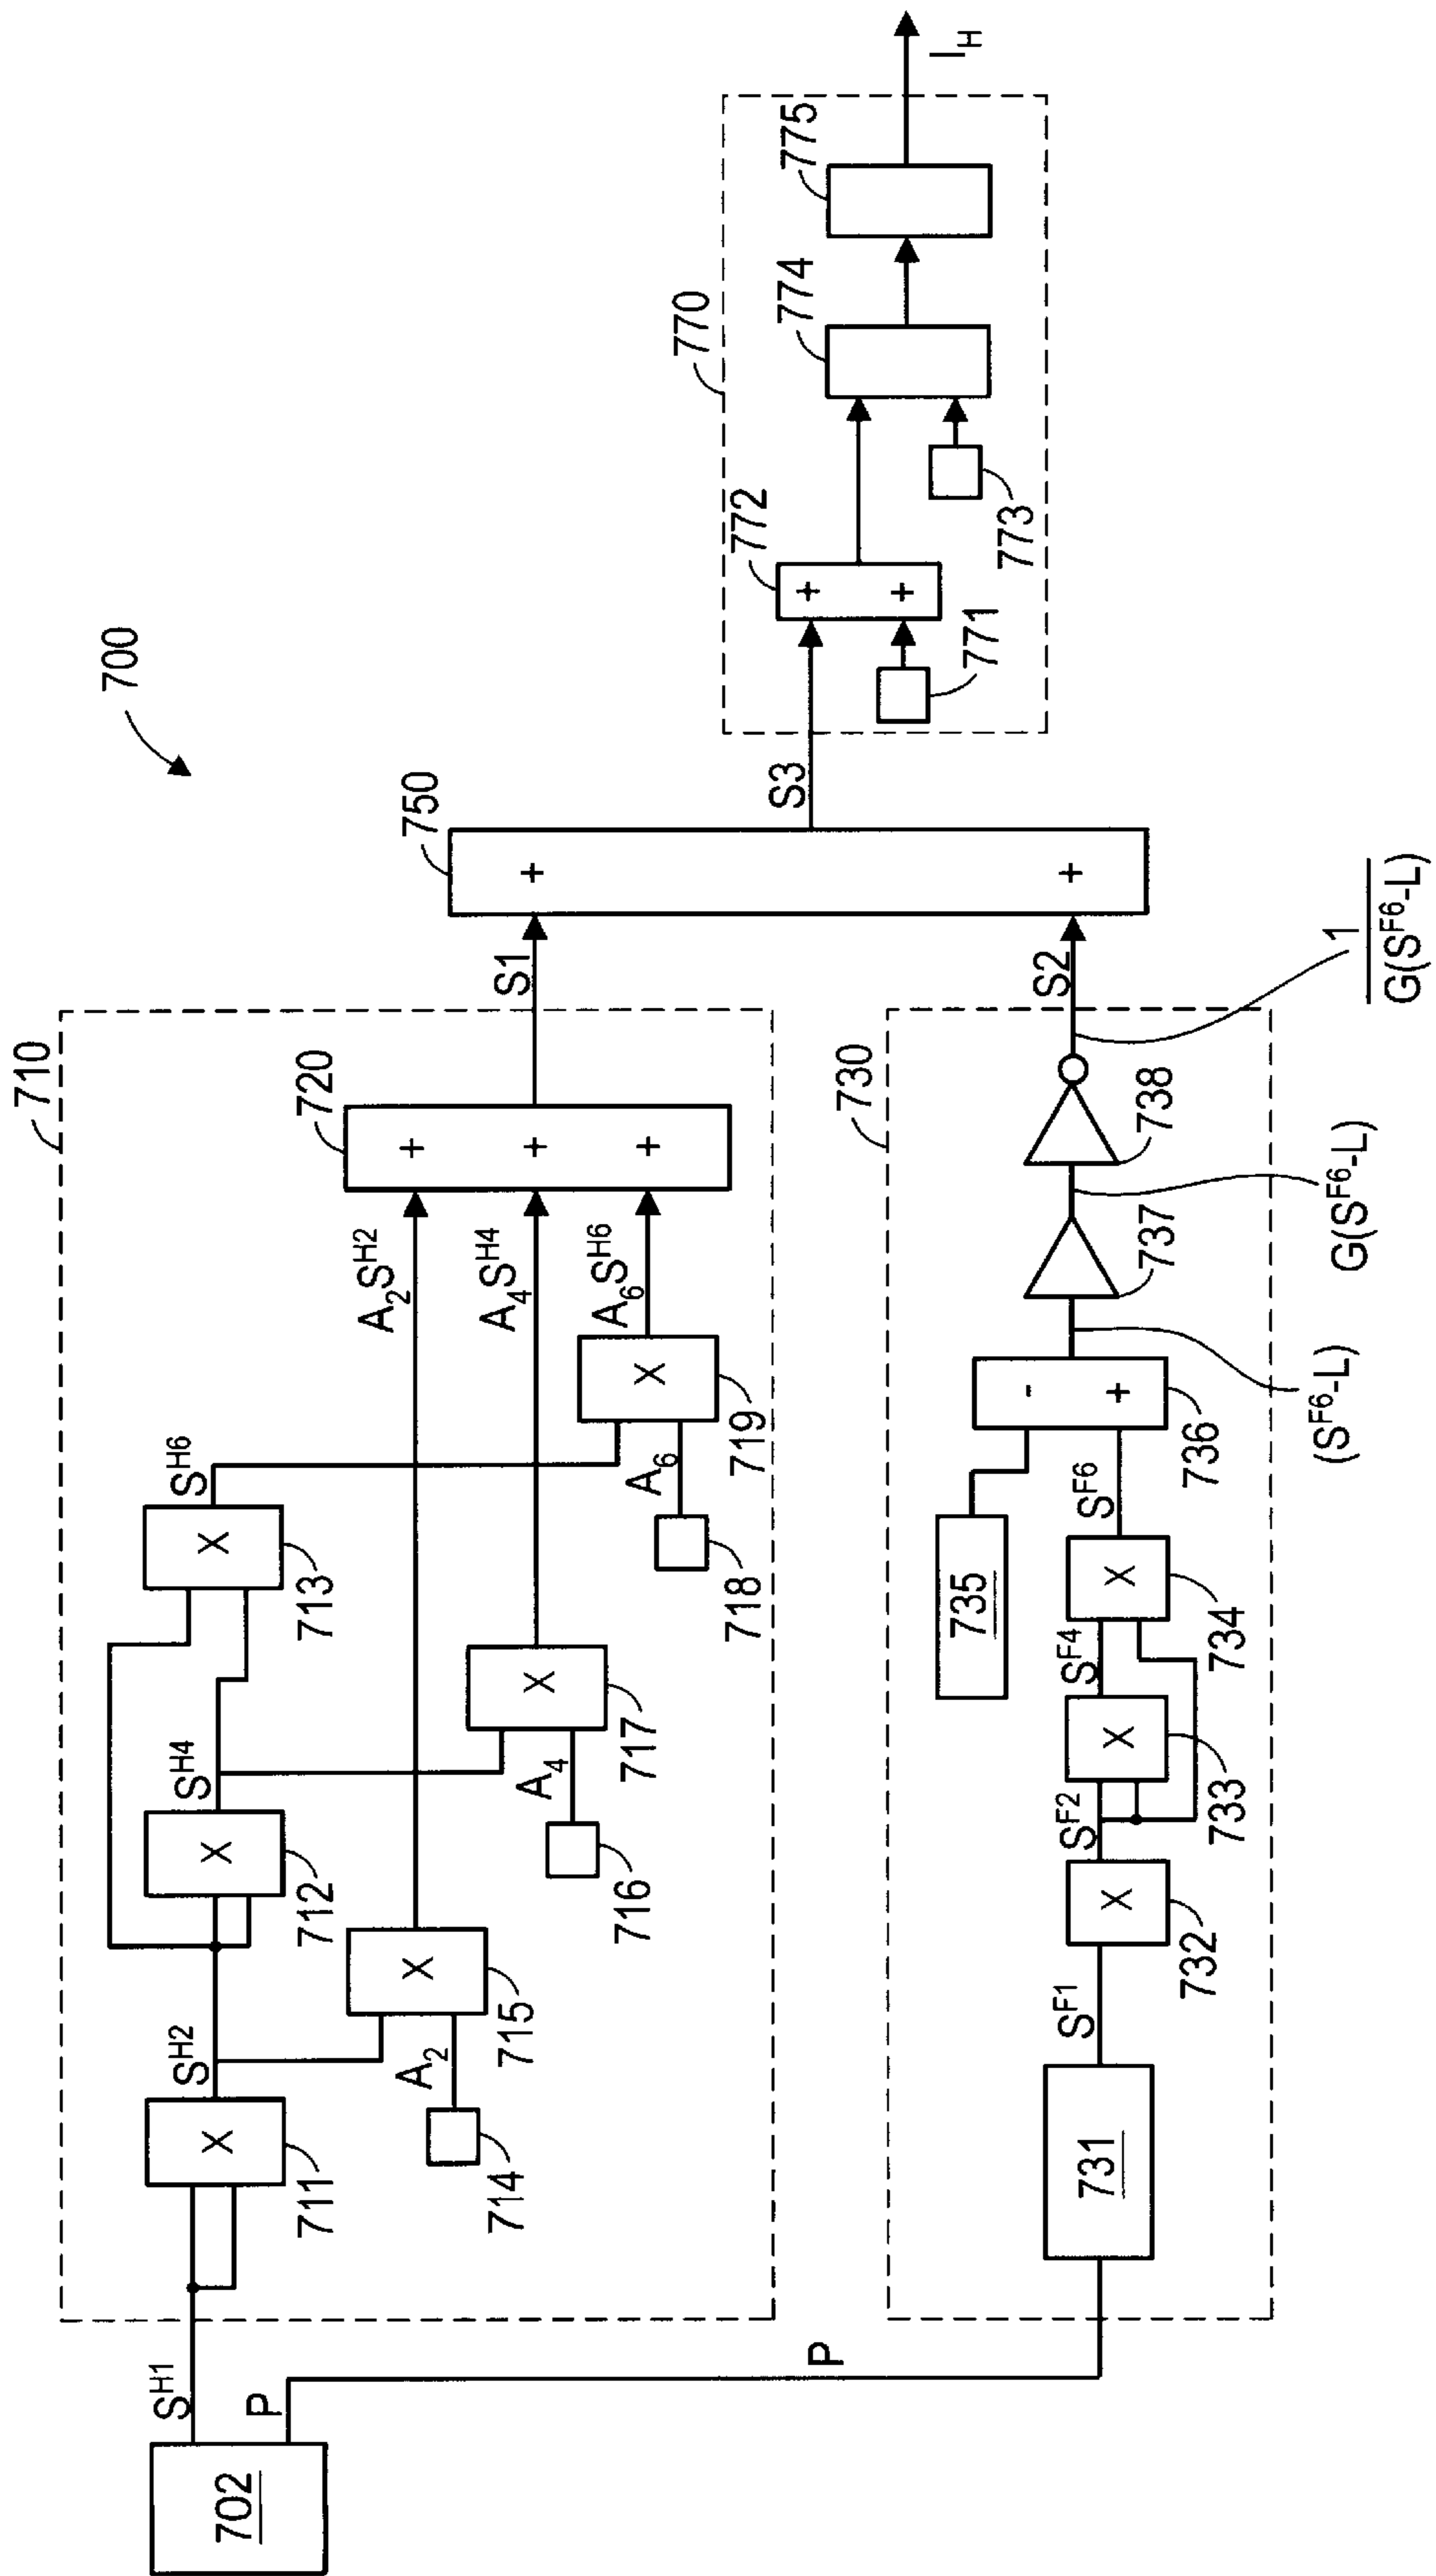 700
702
S^H1
P
P
710
711
S^H2
X
712
S^H4
X
713
S^H6
X
714
A_2
715
X
716
A_4
717
X
718
A_6
719
X
A_2S^H2
A_4S^H4
A_6S^H6
720
+
+
+
S1
730
731
S^F1
732
X
S^F2
733
X
S^F4
734
X
S^F6
735
736
-
+
(S^F6-L)
737
G(S^F6-L)
738
1
G(S^F6-L)
S2
750
+
+
S3
770
771
772
+
+
773
774
775
I_H